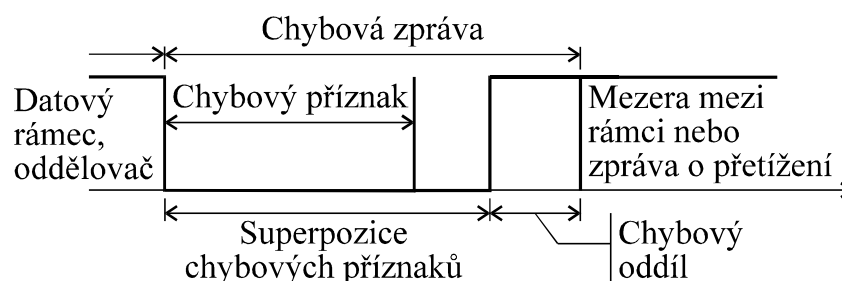 Chybová zpráva
Datový
rámec,
oddělovač
Chybový příznak
Mezera mezi
rámci nebo
zpráva o přetížení
Superpozice
chybových příznaků
Chybový
oddíl